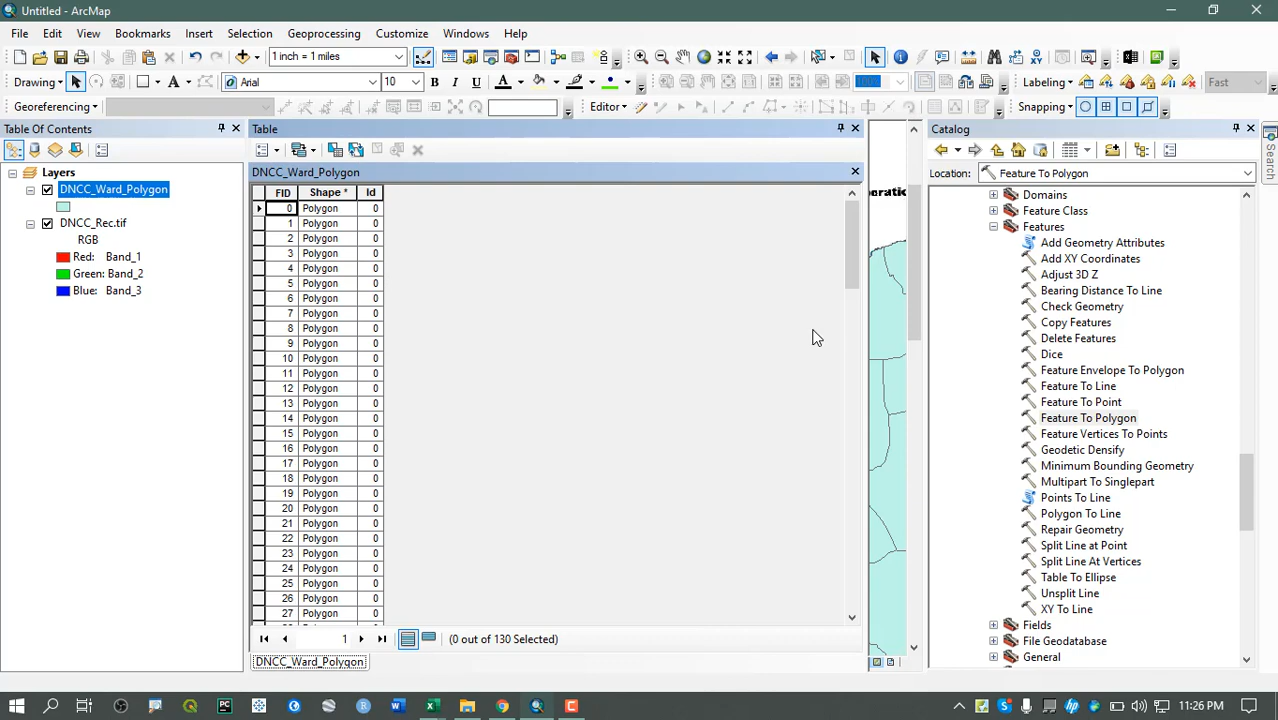 Untitled - ArcMap
File Edit View Bookmarks Insert Selection Geoprocessing Customize Windows Help
1 inch = 1 miles
Drawing Arial 10 B I U A Labeling Fast
Georeferencing Editor Snapping
Table Of Contents
Layers
DNCC_Ward_Polygon
DNCC_Rec.tif
RGB
Red: Band_1
Green: Band_2
Blue: Band_3
Table
DNCC_Ward_Polygon
FID Shape * Id
0 Polygon 0
1 Polygon 0
2 Polygon 0
3 Polygon 0
4 Polygon 0
5 Polygon 0
6 Polygon 0
7 Polygon 0
8 Polygon 0
9 Polygon 0
10 Polygon 0
11 Polygon 0
12 Polygon 0
13 Polygon 0
14 Polygon 0
15 Polygon 0
16 Polygon 0
17 Polygon 0
18 Polygon 0
19 Polygon 0
20 Polygon 0
21 Polygon 0
22 Polygon 0
23 Polygon 0
24 Polygon 0
25 Polygon 0
26 Polygon 0
27 Polygon 0
1 (0 out of 130 Selected)
DNCC_Ward_Polygon
Catalog
Location: Feature To Polygon
Domains
Feature Class
Features
Add Geometry Attributes
Add XY Coordinates
Adjust 3D Z
Bearing Distance To Line
Check Geometry
Copy Features
Delete Features
Dice
Feature Envelope To Polygon
Feature To Line
Feature To Point
Feature To Polygon
Feature Vertices To Points
Geodetic Densify
Minimum Bounding Geometry
Multipart To Singlepart
Points To Line
Polygon To Line
Repair Geometry
Split Line at Point
Split Line At Vertices
Table To Ellipse
Unsplit Line
XY To Line
Fields
File Geodatabase
General
Search
11:26 PM